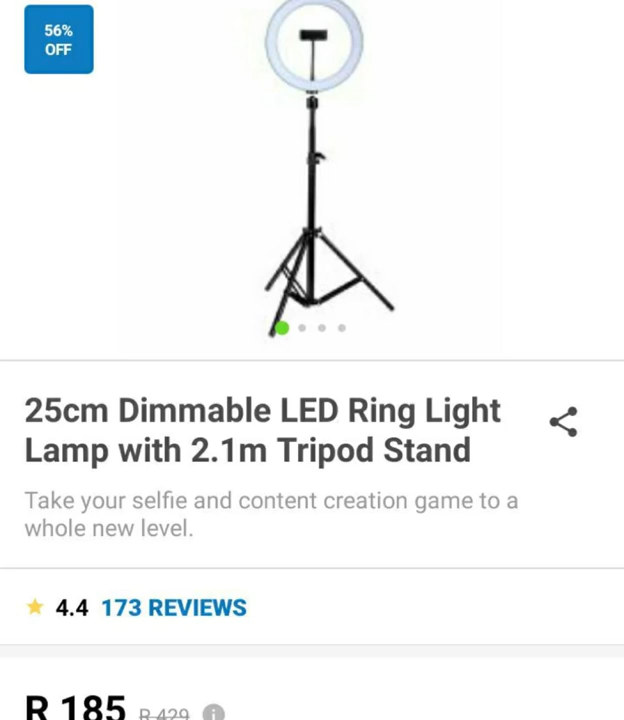 56%
OFF
25cm Dimmable LED Ring Light
Lamp with 2.1m Tripod Stand
Take your selfie and content creation game to a
whole new level.
4.4 173 REVIEWS
R 185 R 429